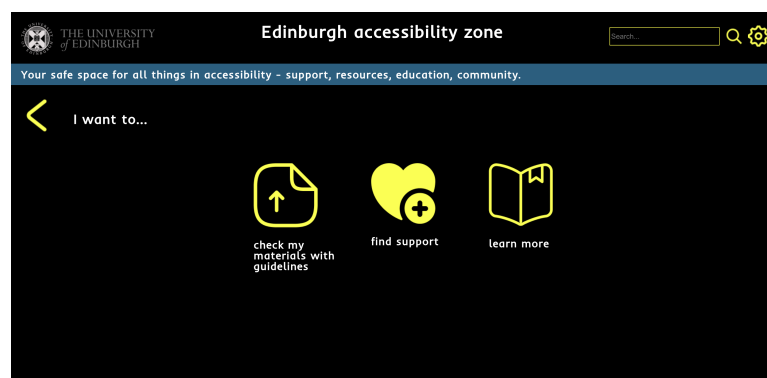 THE UNIVERSITY
of EDINBURGH
Edinburgh accessibility zone
Search...
Your safe space for all things in accessibility - support, resources, education, community.
I want to...
check my
materials with
guidelines
find support
learn more